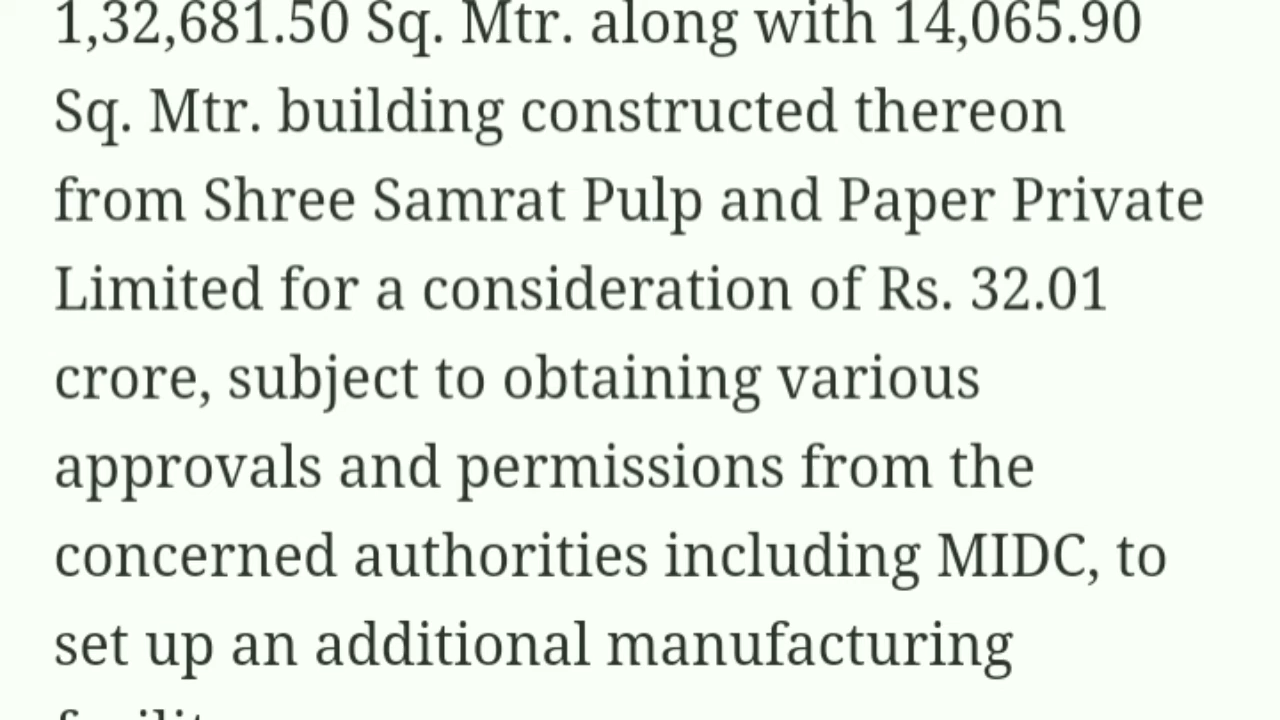 1,32,681.50 Sq. Mtr. along with 14,065.90
Sq. Mtr. building constructed thereon
from Shree Samrat Pulp and Paper Private
Limited for a consideration of Rs. 32.01
crore, subject to obtaining various
approvals and permissions from the
concerned authorities including MIDC, to
set up an additional manufacturing